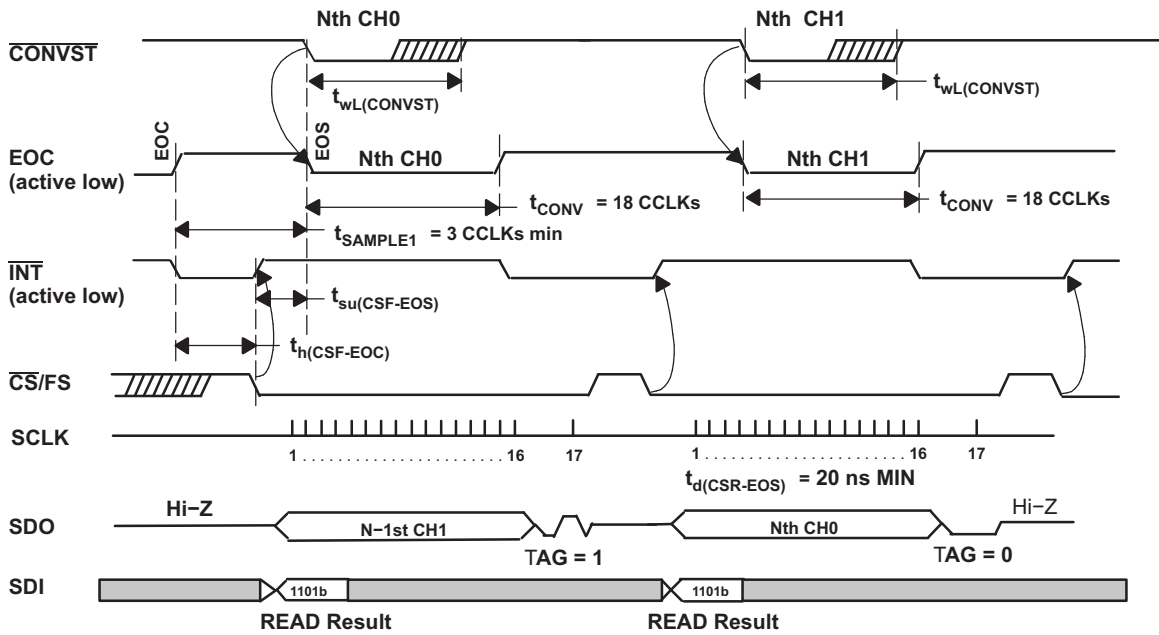 Nth CH0
Nth CH1
CONVST
twL(CONVST)
twL(CONVST)
EOC
EOS
EOC
(active low)
Nth CH0
Nth CH1
tCONV = 18 CCLKs
tCONV = 18 CCLKs
tSAMPLE1 = 3 CCLKs min
INT
(active low)
tsu(CSF-EOS)
th(CSF-EOC)
CS/FS
SCLK
1 . . . . . . . . . . . . . . . . . . . . . . 16 17
1 . . . . . . . . . . . . . . . . . . . . . . 16 17
td(CSR-EOS) = 20 ns MIN
Hi−Z
Hi−Z
SDO
N−1st CH1
Nth CH0
TAG = 1
TAG = 0
SDI
1101b
1101b
READ Result
READ Result